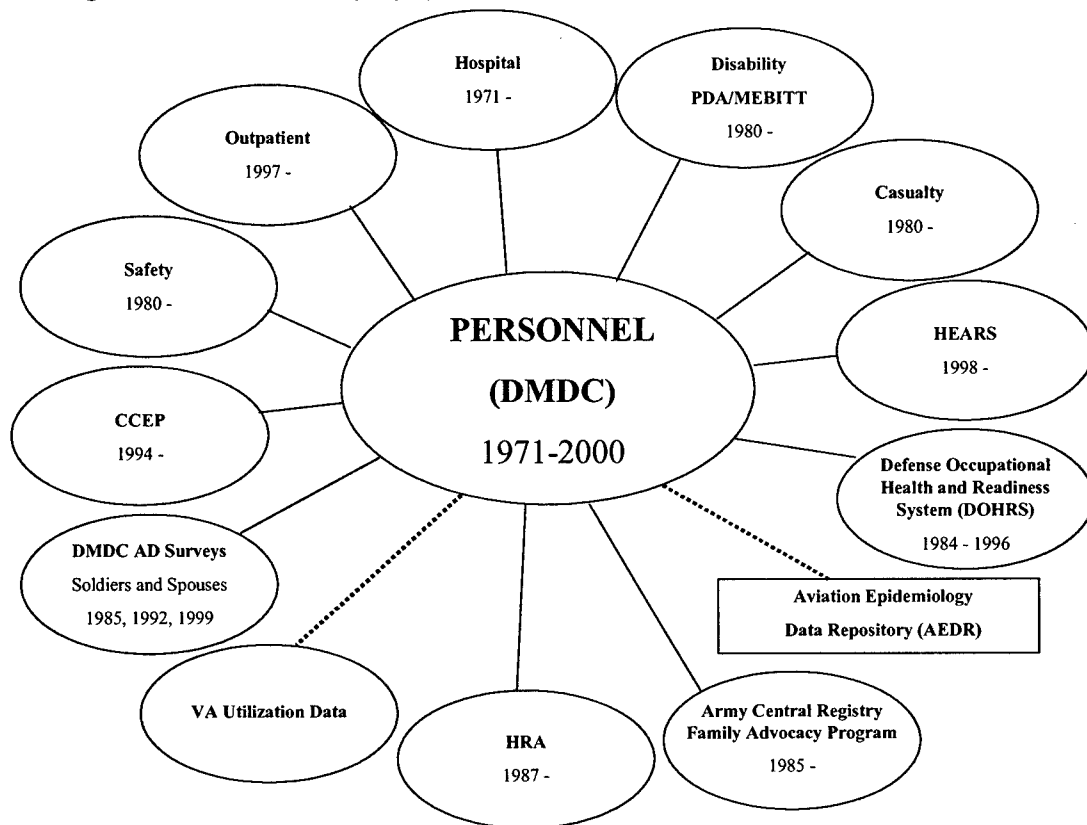 Hospital
1971 -
Disability
PDA/MEBITT
1980 -
Outpatient
1997 -
Casualty
1980 -
Safety
1980 -
PERSONNEL
(DMDC)
1971-2000
HEARS
1998 -
CCEP
1994 -
Defense Occupational
Health and Readiness
System (DOHRS)
1984 - 1996
DMDC AD Surveys
Soldiers and Spouses
1985, 1992, 1999
Aviation Epidemiology
Data Repository (AEDR)
VA Utilization Data
HRA
1987 -
Army Central Registry
Family Advocacy Program
1985 -